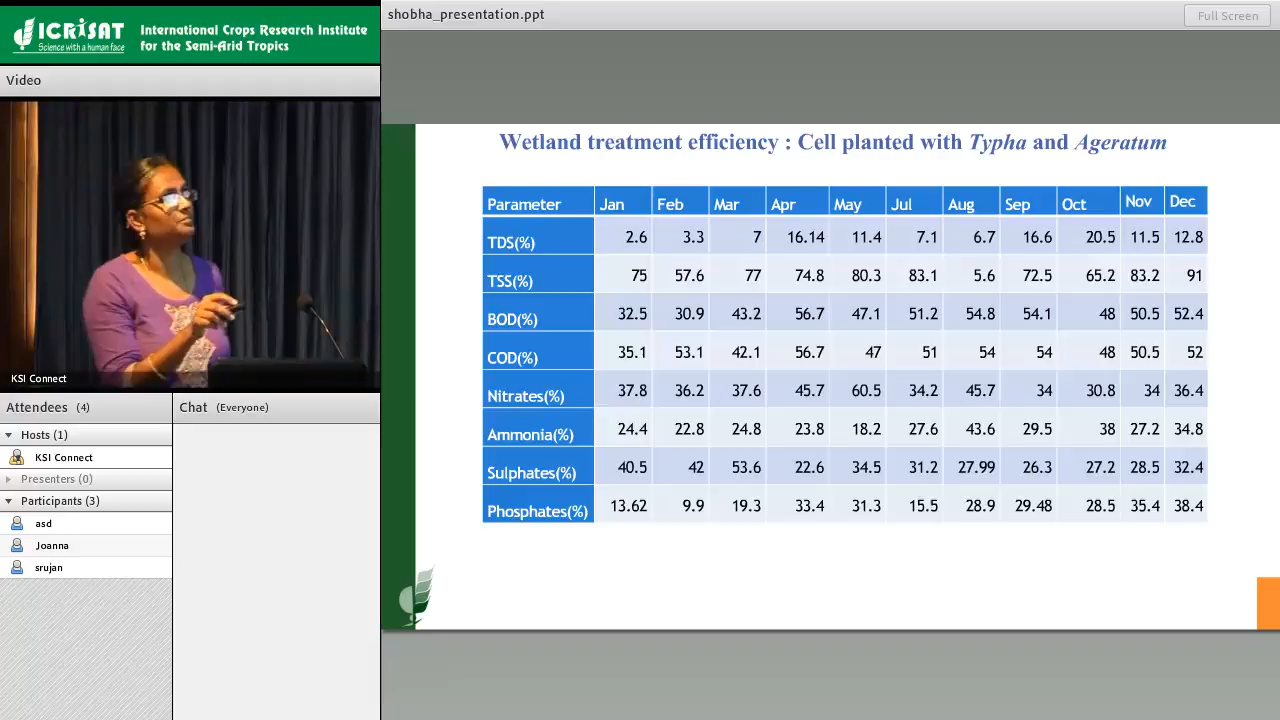 ICRISAT
Science with a human face
International Crops Research Institute
for the Semi-Arid Tropics
shobha_presentation.ppt
Full Screen
Video
KSI Connect
Attendees (4)
Hosts (1)
KSI Connect
Presenters (0)
Participants (3)
asd
Joanna
srujan
Chat (Everyone)
Wetland treatment efficiency : Cell planted with Typha and Ageratum
Parameter Jan Feb Mar Apr May Jul Aug Sep Oct Nov Dec
TDS(%) 2.6 3.3 7 16.14 11.4 7.1 6.7 16.6 20.5 11.5 12.8
TSS(%) 75 57.6 77 74.8 80.3 83.1 5.6 72.5 65.2 83.2 91
BOD(%) 32.5 30.9 43.2 56.7 47.1 51.2 54.8 54.1 48 50.5 52.4
COD(%) 35.1 53.1 42.1 56.7 47 51 54 54 48 50.5 52
Nitrates(%) 37.8 36.2 37.6 45.7 60.5 34.2 45.7 34 30.8 34 36.4
Ammonia(%) 24.4 22.8 24.8 23.8 18.2 27.6 43.6 29.5 38 27.2 34.8
Sulphates(%) 40.5 42 53.6 22.6 34.5 31.2 27.99 26.3 27.2 28.5 32.4
Phosphates(%) 13.62 9.9 19.3 33.4 31.3 15.5 28.9 29.48 28.5 35.4 38.4